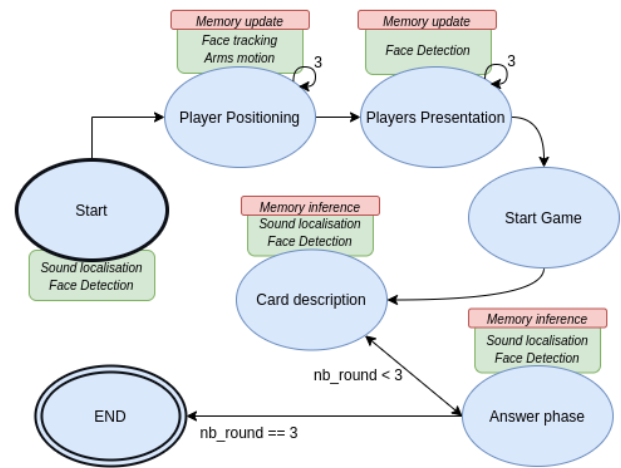 Memory update
Face tracking
Arms motion
3
Player Positioning
Memory update
Face Detection
3
Players Presentation
Start
Sound localisation
Face Detection
Start Game
Memory inference
Sound localisation
Face Detection
Card description
Memory inference
Sound localisation
Face Detection
Answer phase
nb_round < 3
END
nb_round == 3